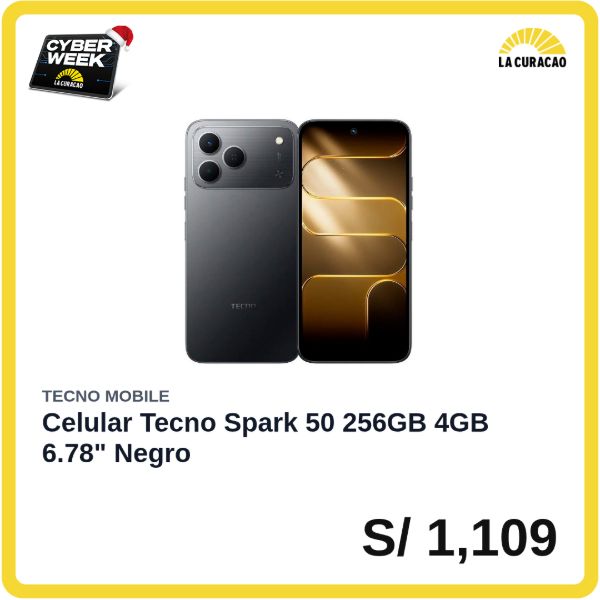 CYBER
WEEK
LA CURACAO
LA CURACAO
TECNO
TECNO MOBILE
Celular Tecno Spark 50 256GB 4GB
6.78" Negro
S/ 1,109